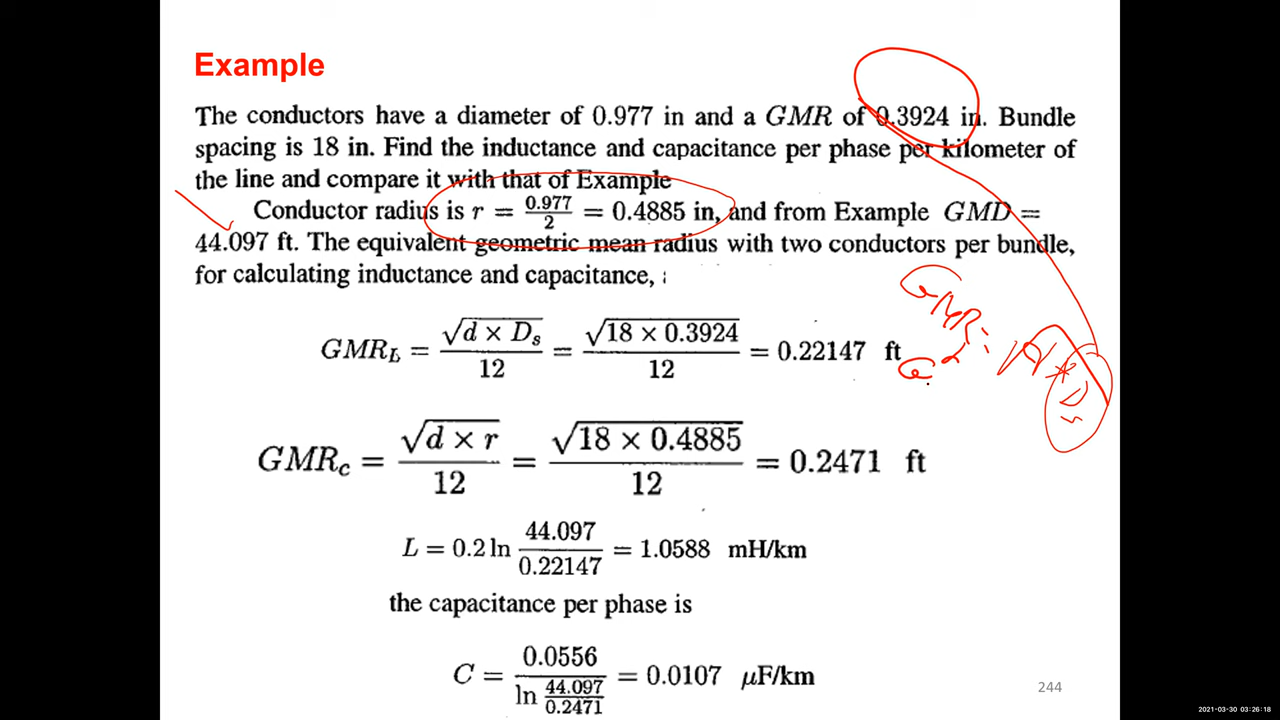 Example
The conductors have a diameter of 0.977 in and a GMR of 0.3924 in. Bundle
spacing is 18 in. Find the inductance and capacitance per phase per kilometer of
the line and compare it with that of Example
Conductor radius is r = 0.977/2 = 0.4885 in, and from Example GMD =
44.097 ft. The equivalent geometric mean radius with two conductors per bundle,
for calculating inductance and capacitance,
GMR_L = √(d × D_s)/12 = √(18 × 0.3924)/12 = 0.22147 ft
GMR_c = √(d × r)/12 = √(18 × 0.4885)/12 = 0.2471 ft
L = 0.2 ln 44.097/0.22147 = 1.0588 mH/km
the capacitance per phase is
C = 0.0556/(ln 44.097/0.2471) = 0.0107 μF/km
244
2021-03-30 03:26:18